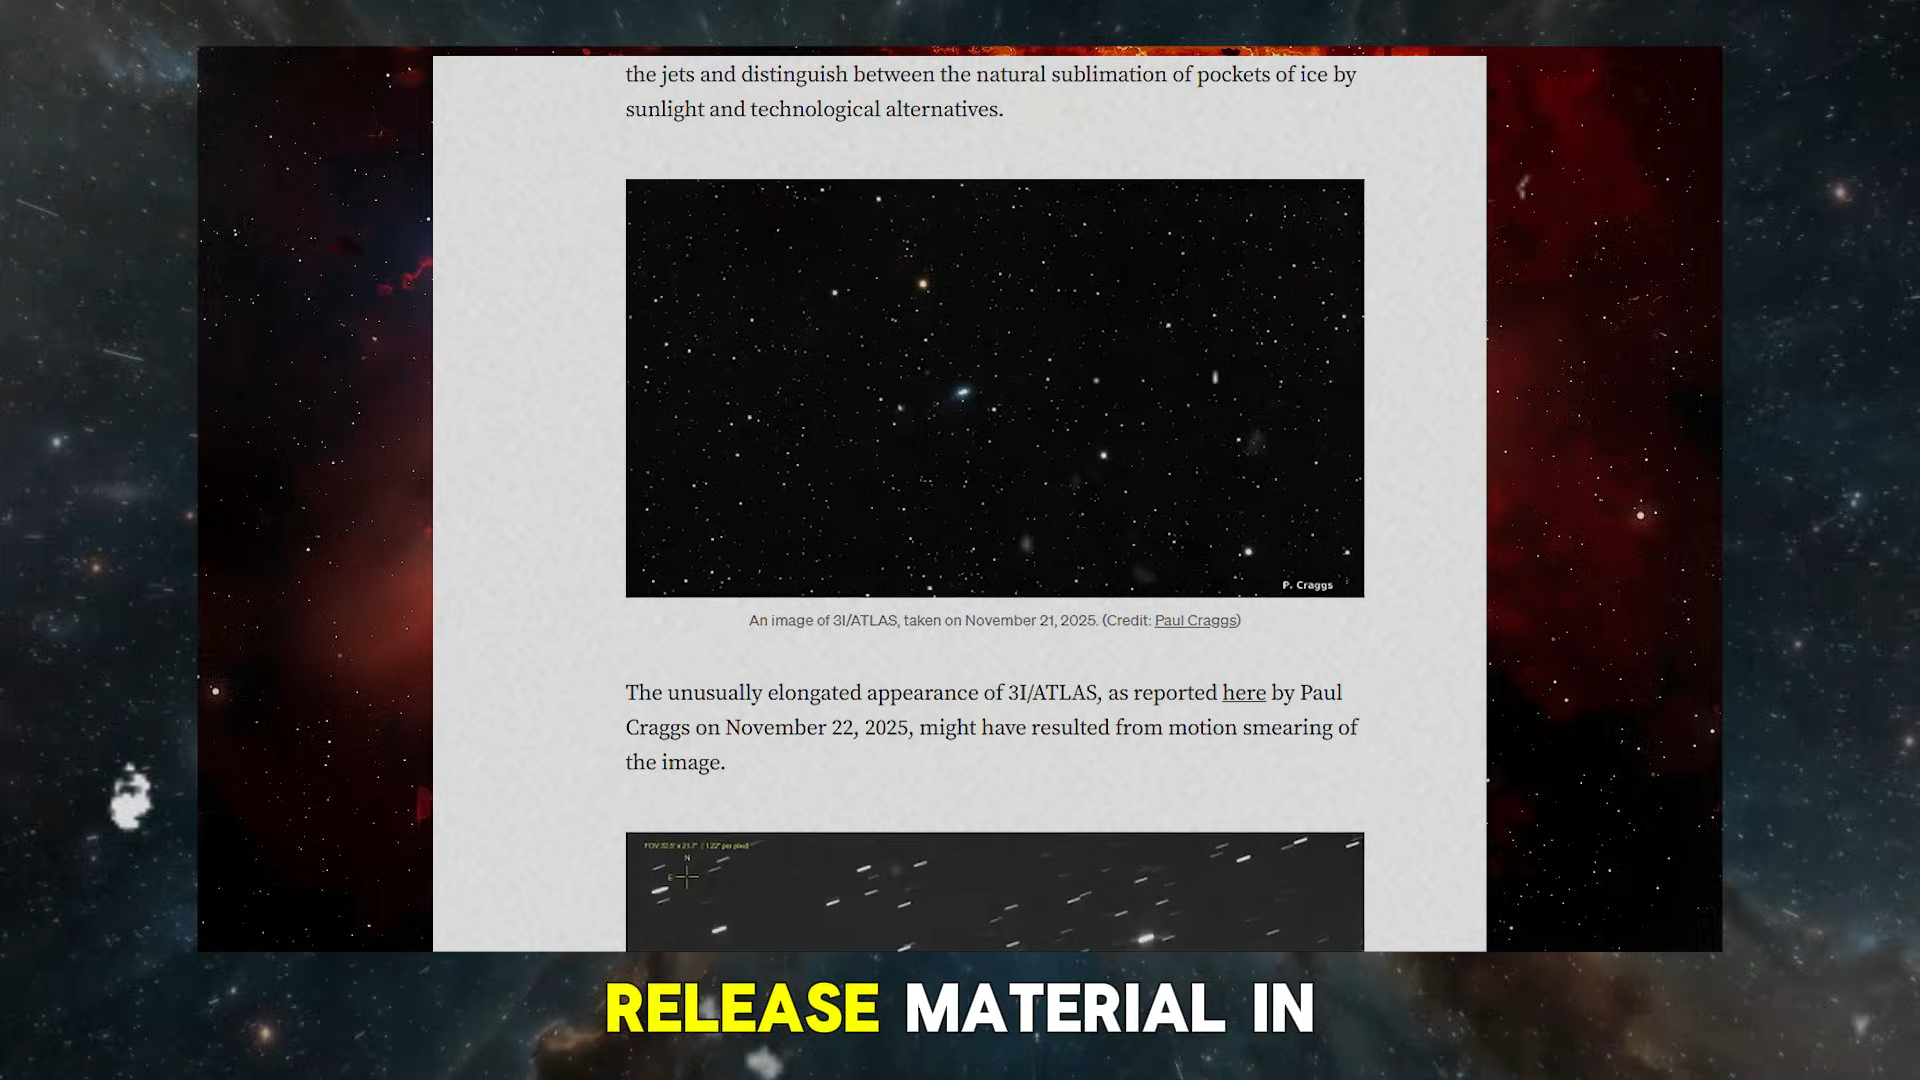 the jets and distinguish between the natural sublimation of pockets of ice by
sunlight and technological alternatives.
P. Craggs
An image of 3I/ATLAS, taken on November 21, 2025. (Credit: Paul Craggs)
The unusually elongated appearance of 3I/ATLAS, as reported here by Paul
Craggs on November 22, 2025, might have resulted from motion smearing of
the image.
N
E
RELEASE MATERIAL IN